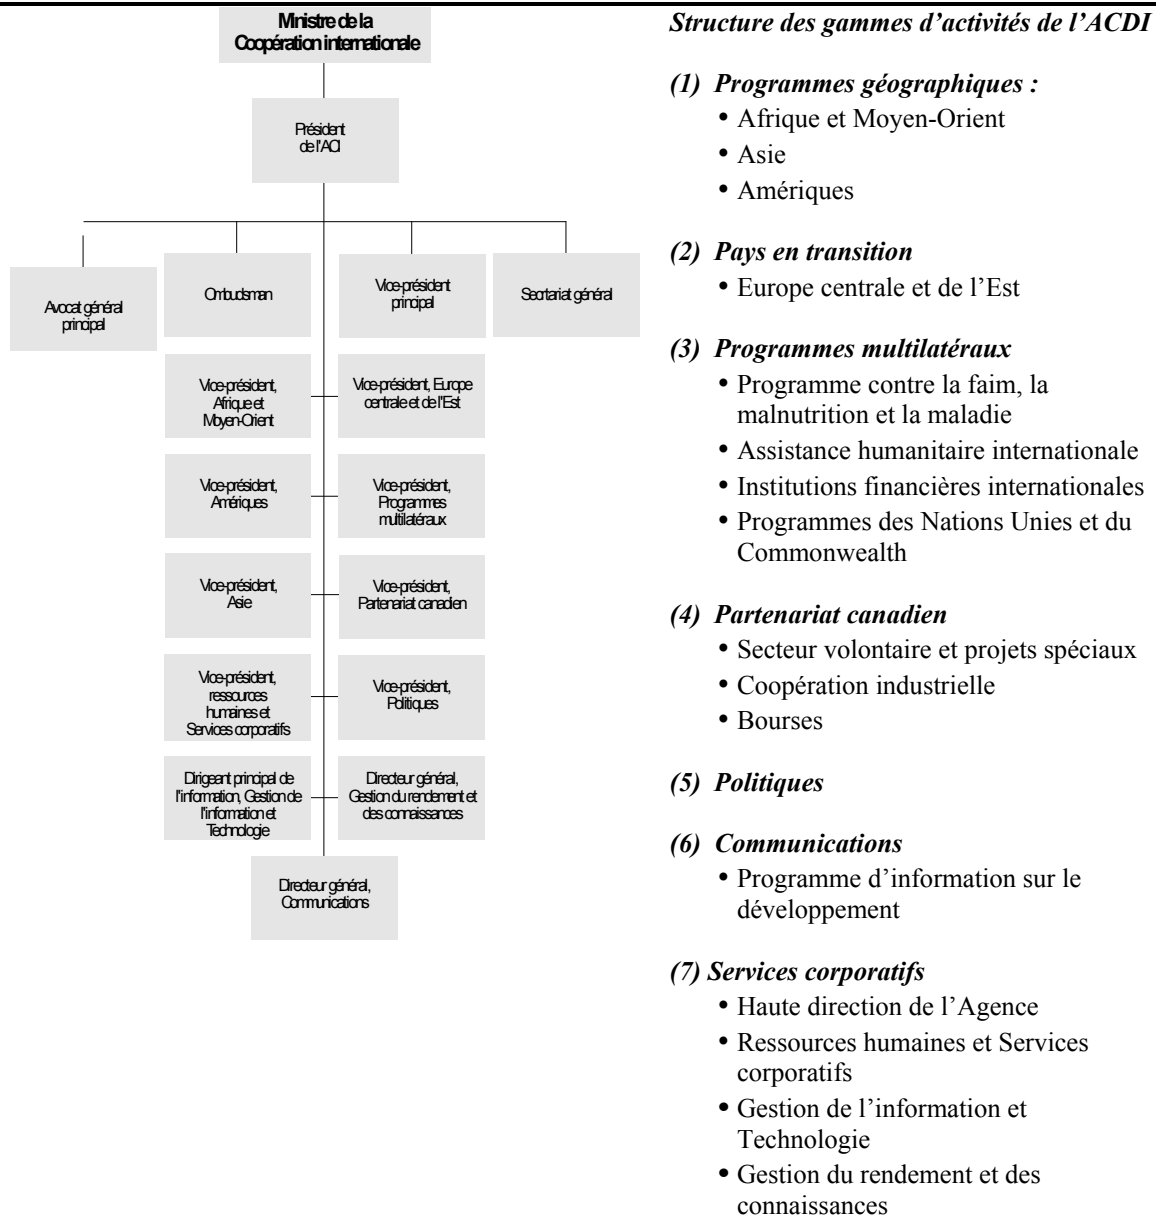 Ministre de la
Coopération internationale
Président
de l'ACDI
Avocat général
principal
Ombudsman
Vice-président
principal
Secrtariat général
Vice-président,
Afrique et
Moyen-Orient
Vice-président, Europe
centrale et de l'Est
Vice-président,
Amériques
Vice-président,
Programmes
multilatéraux
Vice-président,
Asie
Vice-président,
Partenariat canadien
Vice-président,
ressources
humaines et
Services corporatifs
Vice-président,
Politiques
Dirigeant principal de
l'information, Gestion de
l'information et
Technologie
Directeur général,
Gestion du rendement et
des connaissances
Directeur général,
Communications
Structure des gammes d’activités de l’ACDI
(1) Programmes géographiques :
• Afrique et Moyen-Orient
• Asie
• Amériques
(2) Pays en transition
• Europe centrale et de l’Est
(3) Programmes multilatéraux
• Programme contre la faim, la
malnutrition et la maladie
• Assistance humanitaire internationale
• Institutions financières internationales
• Programmes des Nations Unies et du
Commonwealth
(4) Partenariat canadien
• Secteur volontaire et projets spéciaux
• Coopération industrielle
• Bourses
(5) Politiques
(6) Communications
• Programme d’information sur le
développement
(7) Services corporatifs
• Haute direction de l’Agence
• Ressources humaines et Services
corporatifs
• Gestion de l’information et
Technologie
• Gestion du rendement et des
connaissances